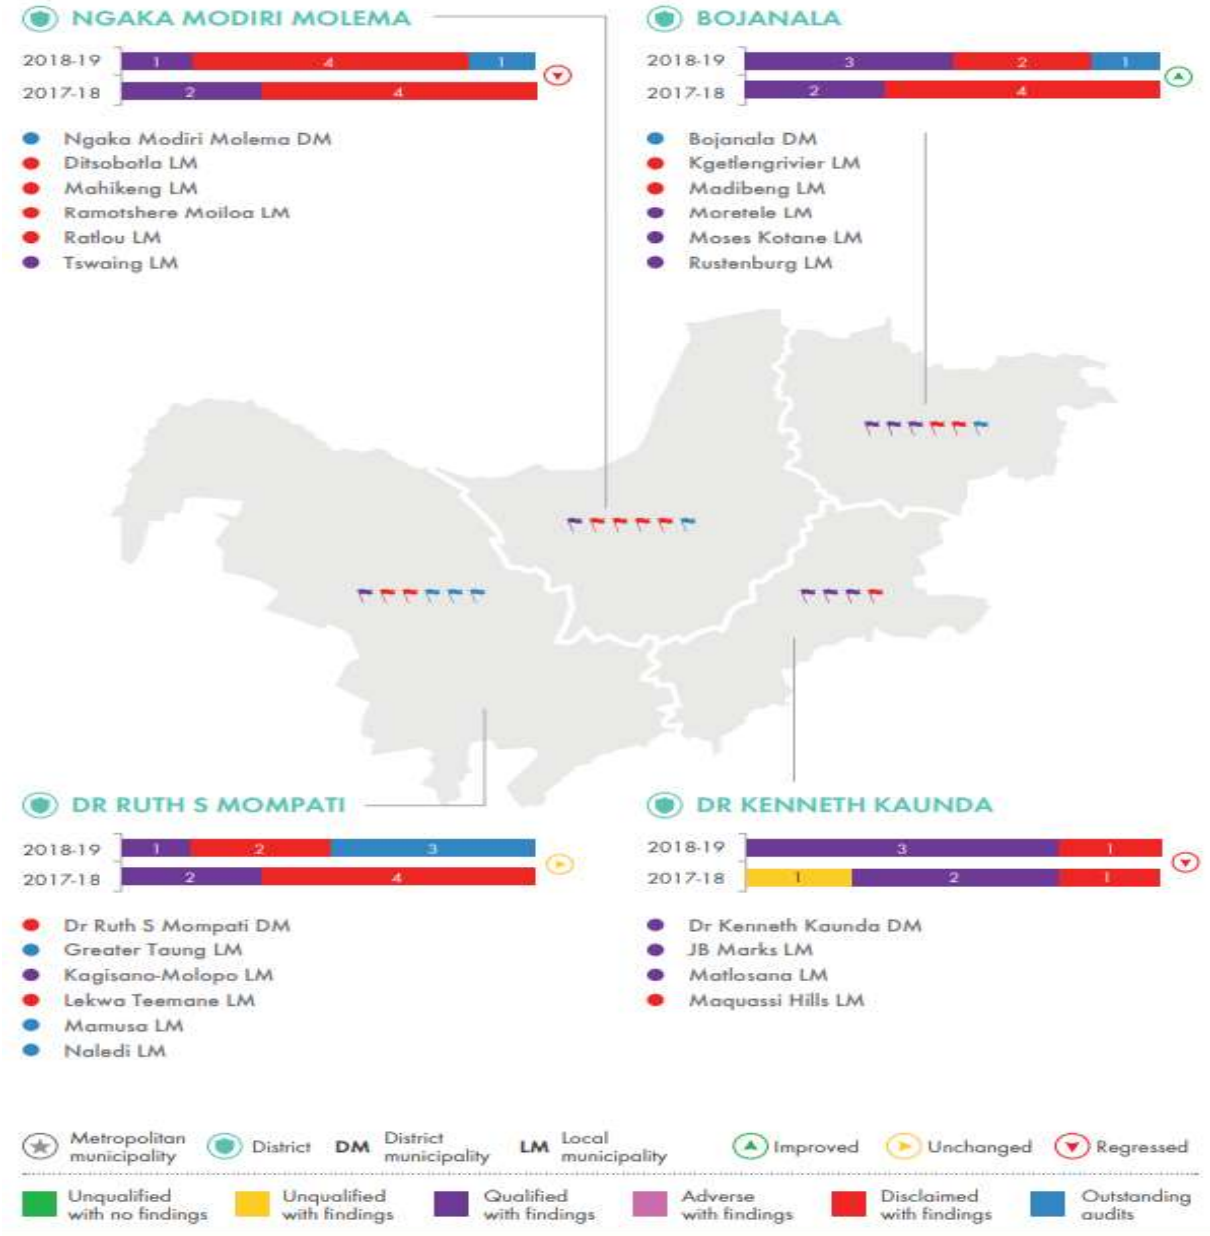 NGAKA MODIRI MOLEMA
2018-19 1 4 1
2017-18 2 4
Ngaka Modiri Molema DM
Ditsobotla LM
Mahikeng LM
Ramotshere Moiloa LM
Ratlou LM
Tswaing LM
BOJANALA
2018-19 3 2 1
2017-18 2 4
Bojanala DM
Kgetlengrivier LM
Madibeng LM
Moretele LM
Moses Kotane LM
Rustenburg LM
DR RUTH S MOMPATI
2018-19 1 2 3
2017-18 2 4
Dr Ruth S Mompati DM
Greater Taung LM
Kagisano-Molopo LM
Lekwa Teemane LM
Mamusa LM
Naledi LM
DR KENNETH KAUNDA
2018-19 3 1
2017-18 1 2 1
Dr Kenneth Kaunda DM
JB Marks LM
Matlosana LM
Maquassi Hills LM
Metropolitan
municipality
District
DM District
municipality
LM Local
municipality
Improved
Unchanged
Regressed
Unqualified
with no findings
Unqualified
with findings
Qualified
with findings
Adverse
with findings
Disclaimed
with findings
Outstanding
audits